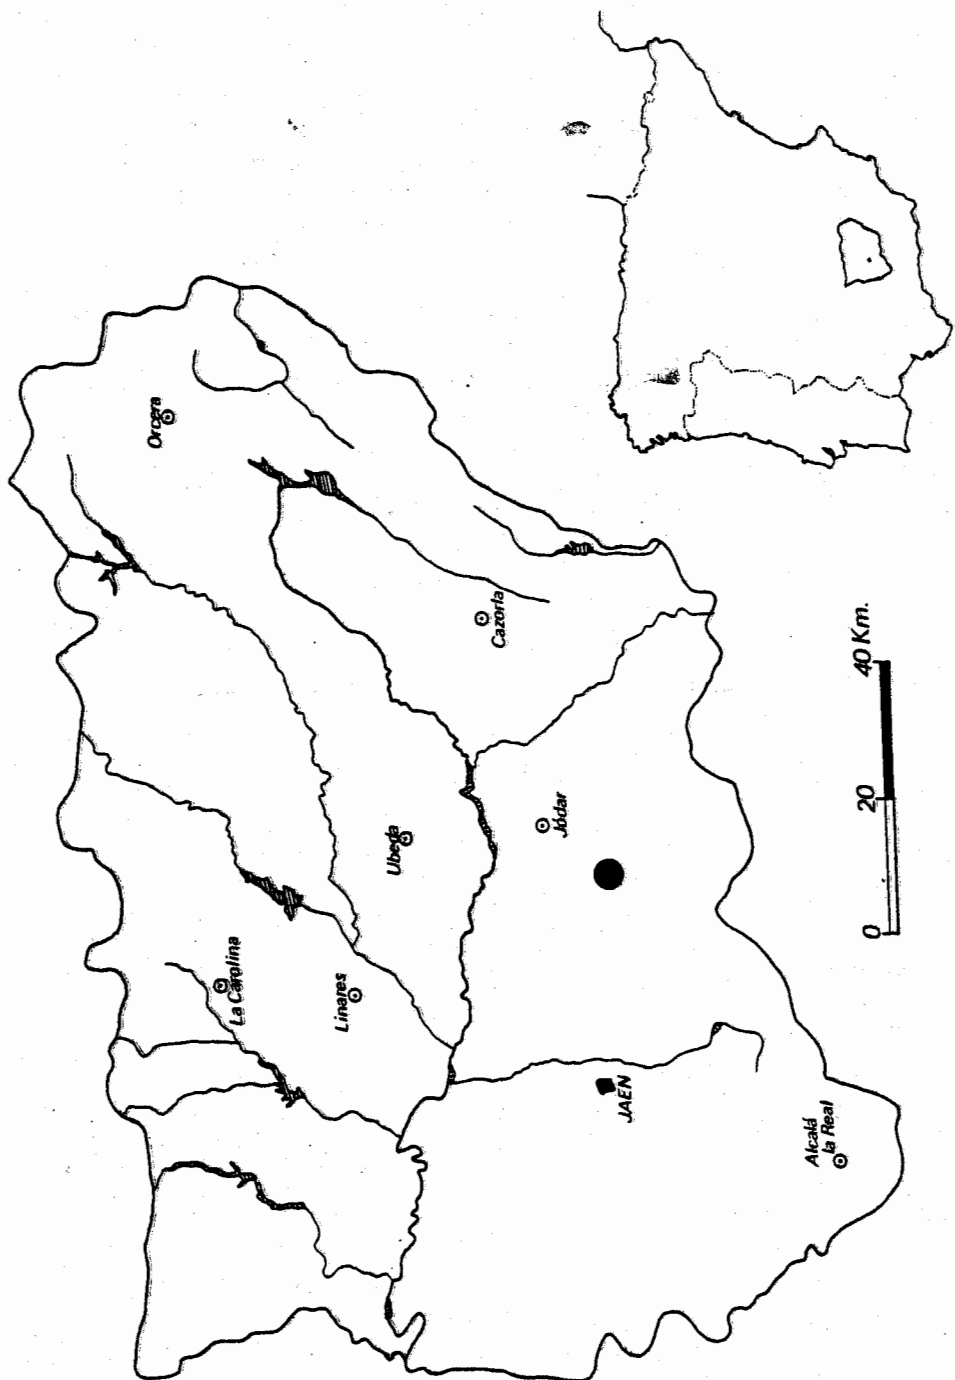 Orcera
La Carolina
Linares
Ubeda
Cazorla
Jódar
JAEN
Alcalá
la Real
0 20 40 Km.